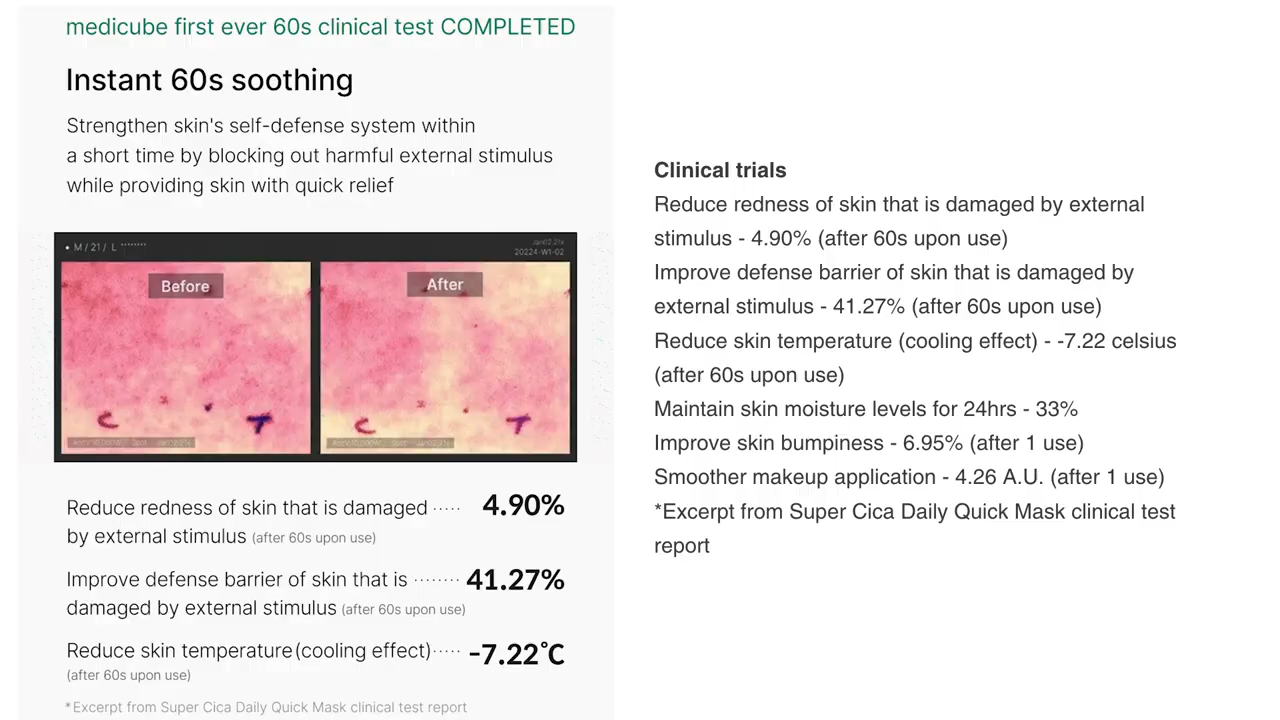 medicube first ever 60s clinical test COMPLETED
Instant 60s soothing
Strengthen skin's self-defense system within
a short time by blocking out harmful external stimulus
while providing skin with quick relief
• M / 21 / L
20224-W1-02
Before
After
C
T
C
T
Reduce redness of skin that is damaged ····· 4.90%
by external stimulus (after 60s upon use)
Improve defense barrier of skin that is ········ 41.27%
damaged by external stimulus (after 60s upon use)
Reduce skin temperature(cooling effect)····· -7.22°C
(after 60s upon use)
*Excerpt from Super Cica Daily Quick Mask clinical test report
Clinical trials
Reduce redness of skin that is damaged by external
stimulus - 4.90% (after 60s upon use)
Improve defense barrier of skin that is damaged by
external stimulus - 41.27% (after 60s upon use)
Reduce skin temperature (cooling effect) - -7.22 celsius
(after 60s upon use)
Maintain skin moisture levels for 24hrs - 33%
Improve skin bumpiness - 6.95% (after 1 use)
Smoother makeup application - 4.26 A.U. (after 1 use)
*Excerpt from Super Cica Daily Quick Mask clinical test
report